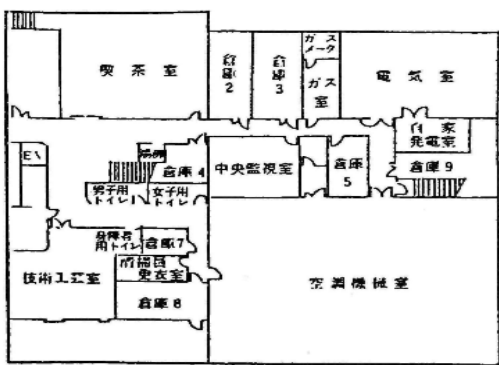 喫茶室
倉庫2
倉庫3
ガス
メータ
ガス室
電気室
自家
発電室
EV
湯沸
倉庫4
中央監視室
倉庫5
倉庫9
男子用
トイレ
女子用
トイレ
身障者
用トイレ
倉庫7
清掃員
更衣室
技術工芸室
倉庫8
空調機械室